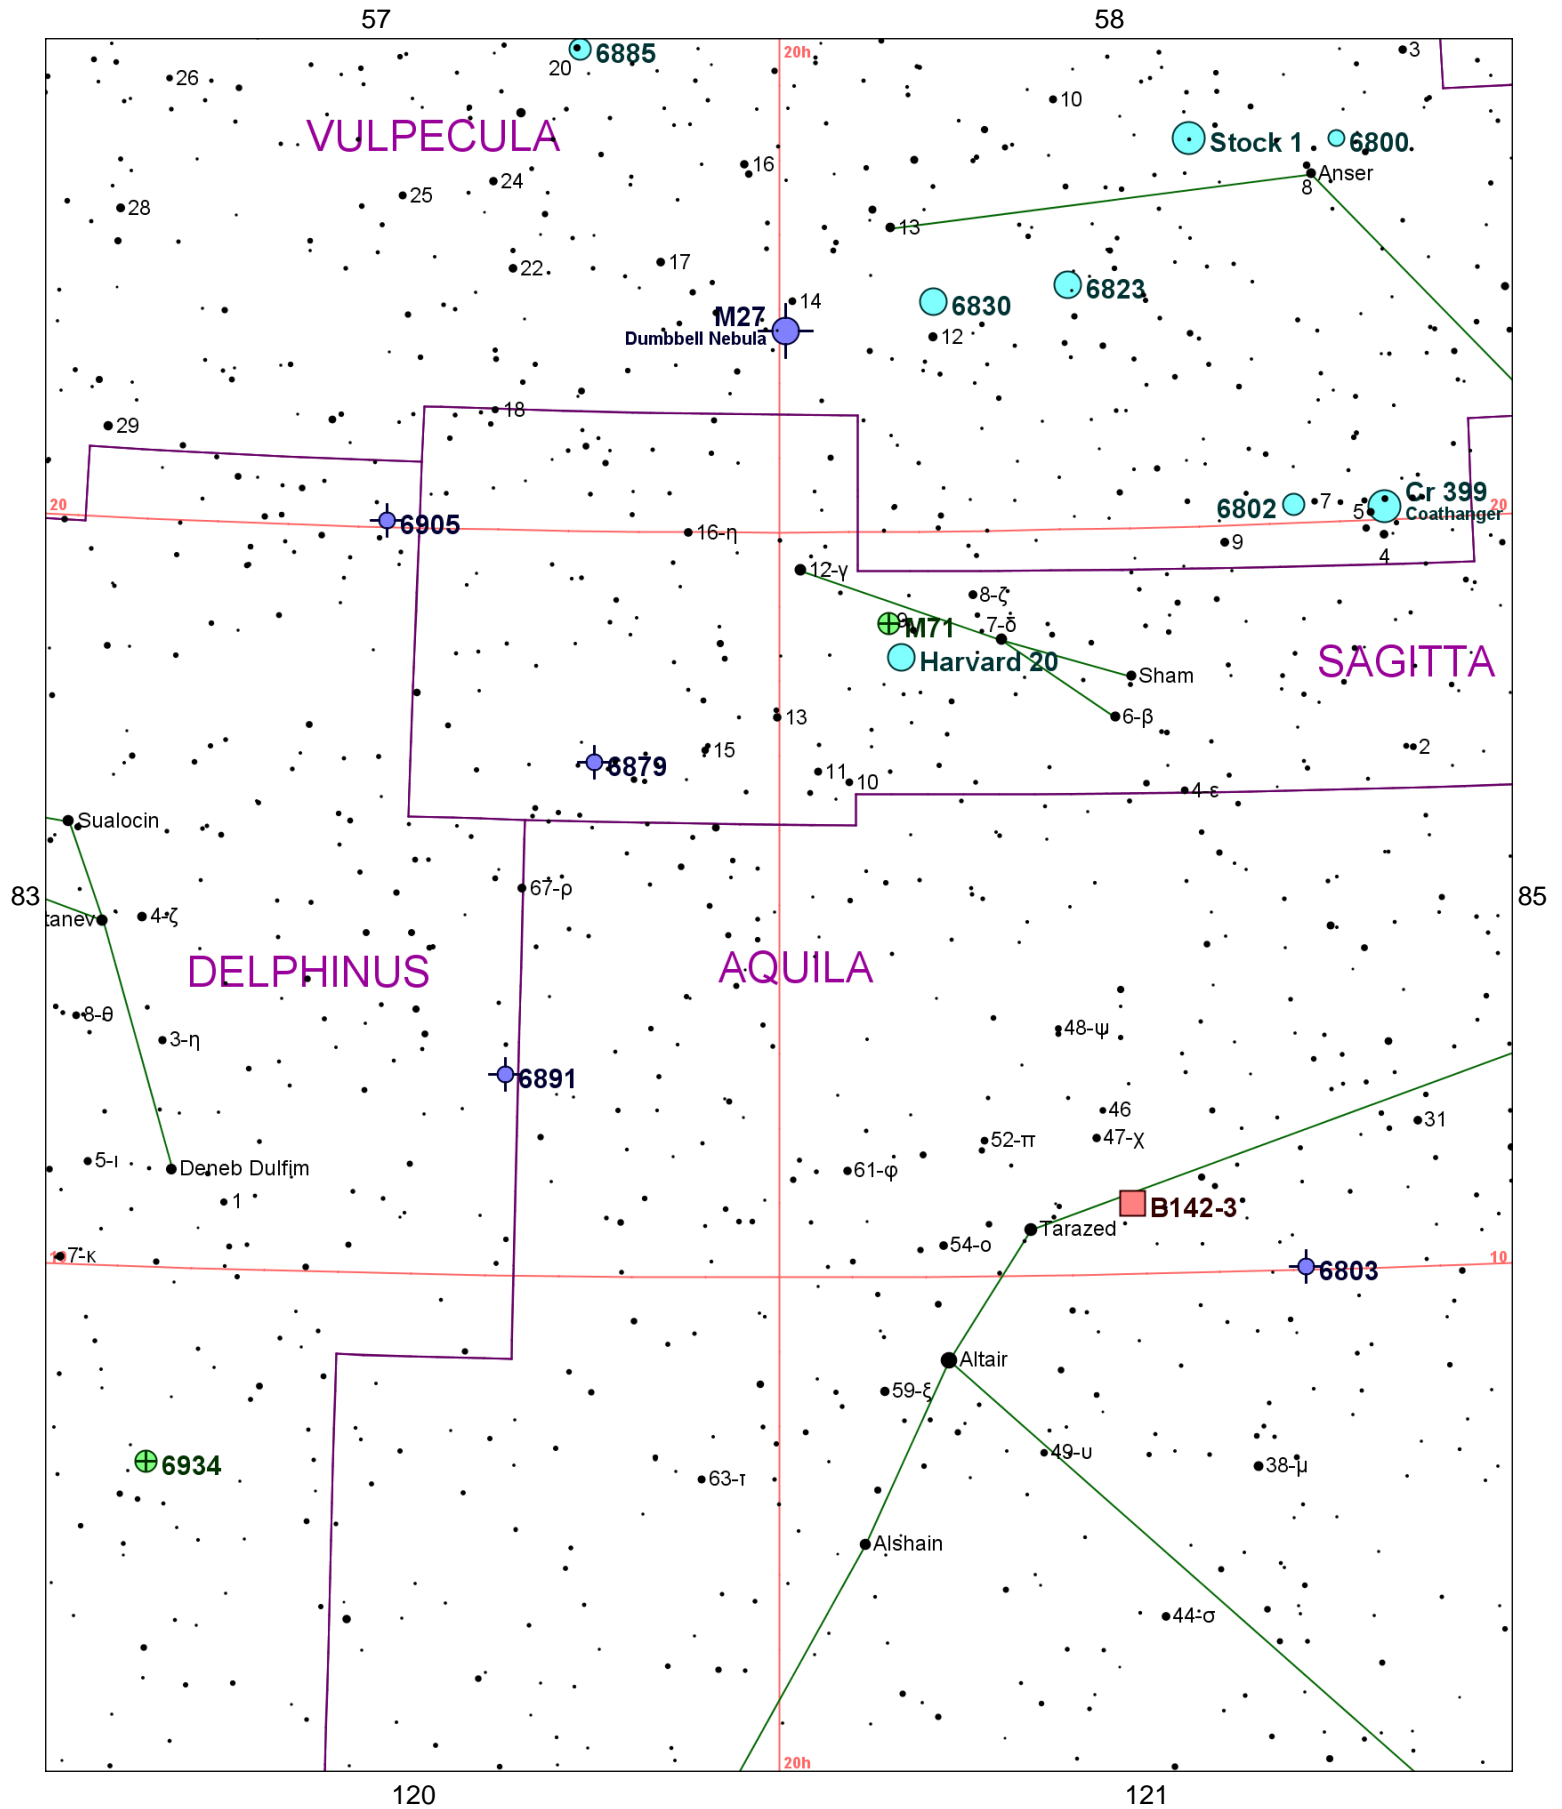 57
58
6885
20h
3
20
26
10
VULPECULA
Stock 1
6800
16
Anser
24
8
25
28
13
17
22
6823
14
6830
M27
Dumbbell Nebula
12
18
29
Cr 399
20
7
20
6802
5
Coathanger
6905
16-η
9
4
12-γ
8-ζ
9
M71
7-δ
Harvard 20
SAGITTA
Sham
13
6-β
15
2
6879
11
10
4-ε
Sualocin
67-ρ
83
85
4-ζ
tanev
DELPHINUS
AQUILA
8-θ
48-ψ
3-η
6891
46
31
52-π
47-χ
5-ι
Deneb Dulfim
61-φ
1
B142-3
Tarazed
54-ο
7-κ
10
6803
Altair
59-ξ
49-υ
6934
38-μ
63-τ
Alshain
44-σ
20h
120
121